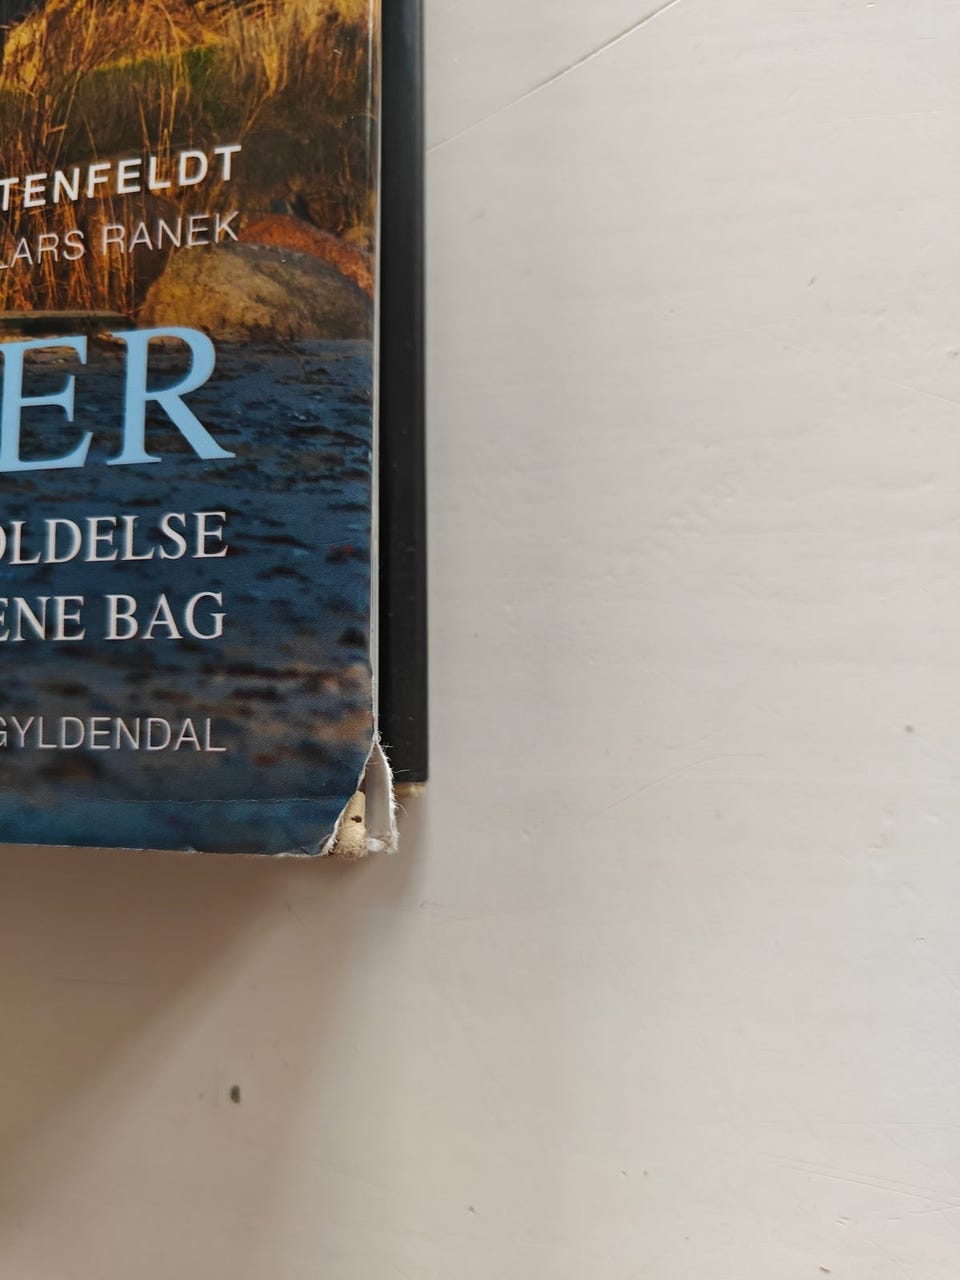 TENFELDT
LARS RANEK
ER
OLDELSE
ENE BAG
GYLDENDAL